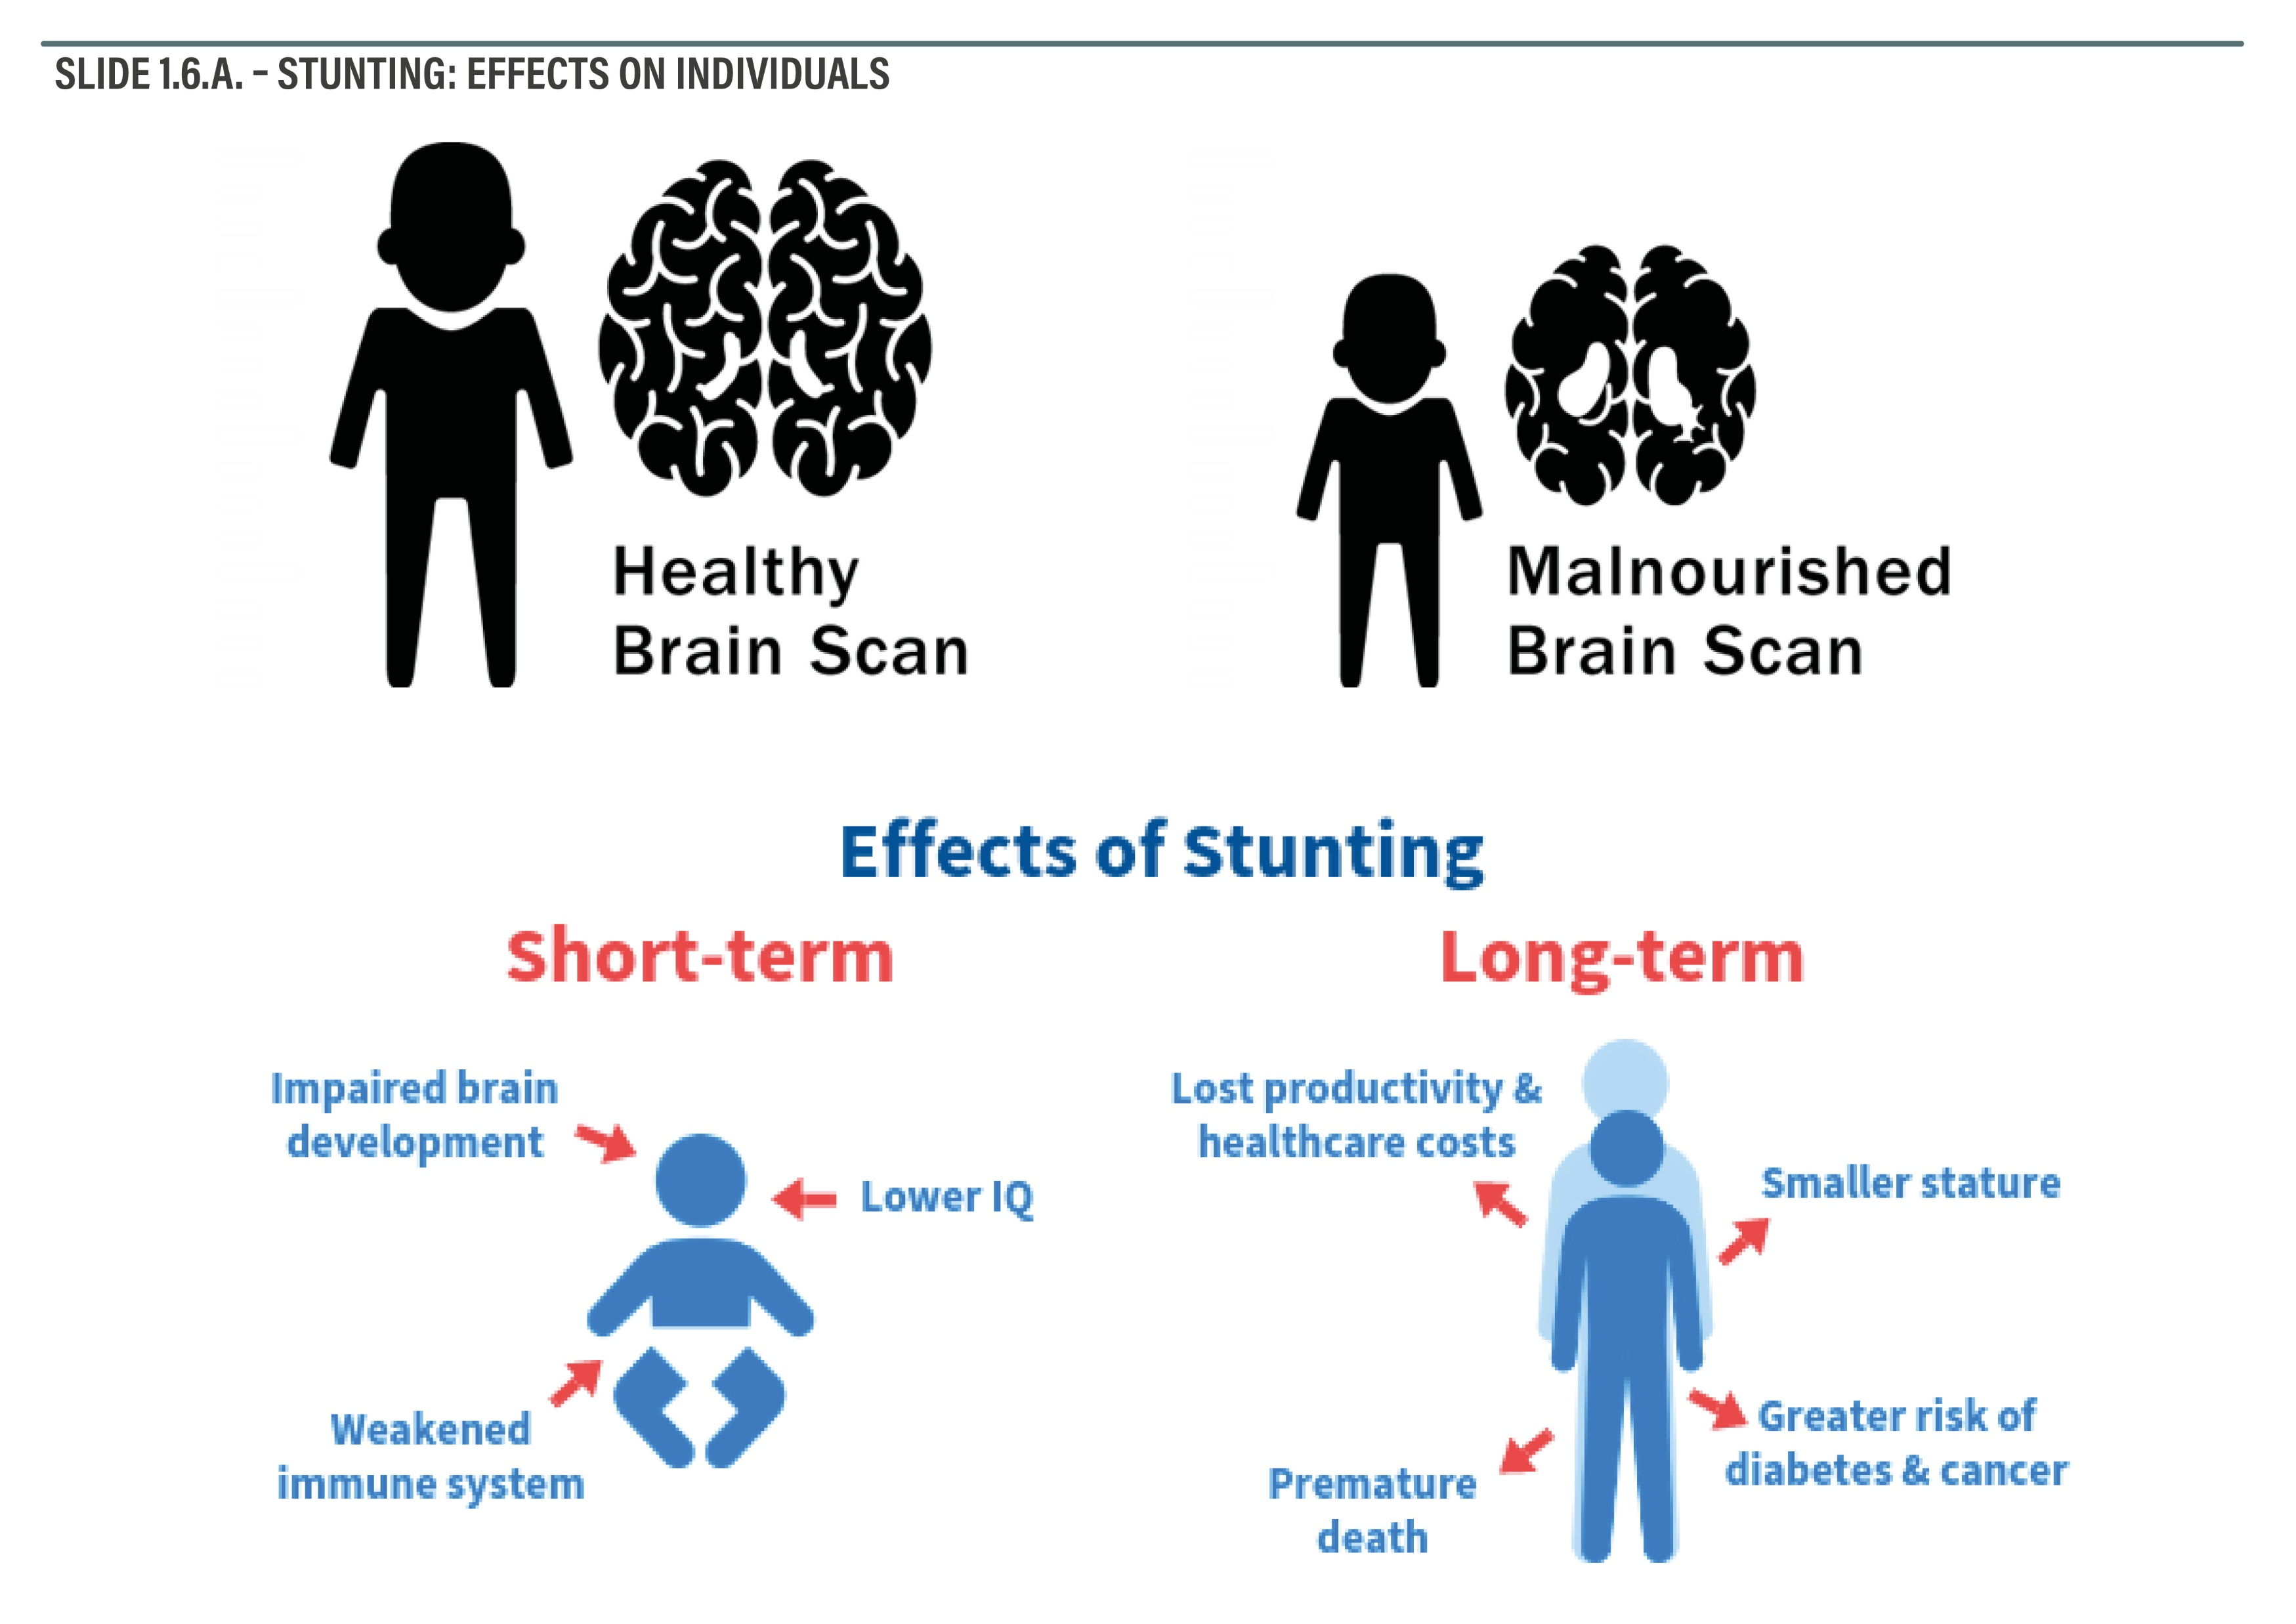 SLIDE 1.6.A. - STUNTING: EFFECTS ON INDIVIDUALS
Healthy
Brain Scan
Malnourished
Brain Scan
Effects of Stunting
Short-term
Impaired brain
development
Lower IQ
Weakened
immune system
Long-term
Lost productivity &
healthcare costs
Smaller stature
Greater risk of
diabetes & cancer
Premature
death